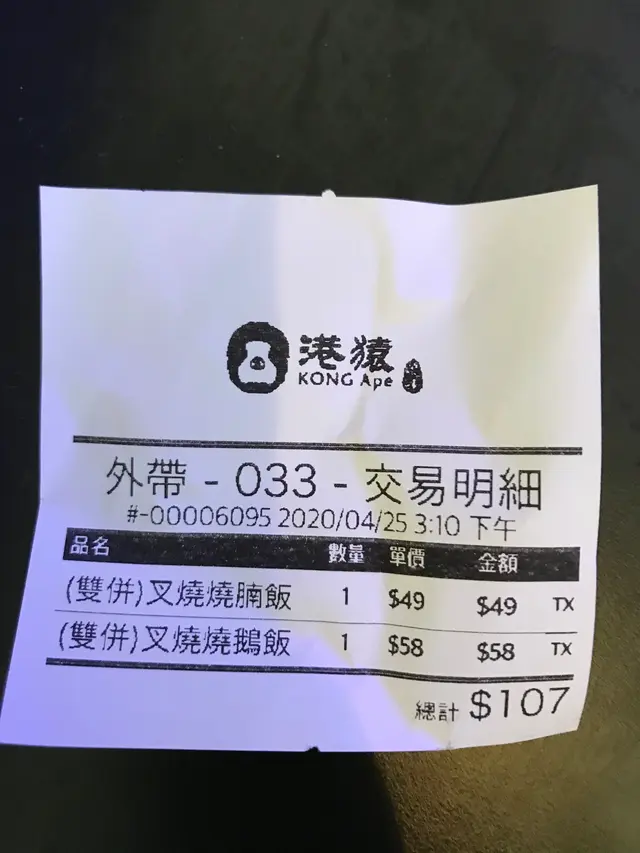 港猿
KONG Ape
外帶 - 033 - 交易明細
#-00006095 2020/04/25 3:10 下午
品名 數量 單價 金額
(雙併)叉燒燒腩飯 1 $49 $49 TX
(雙併)叉燒燒鵝飯 1 $58 $58 TX
總計 $107